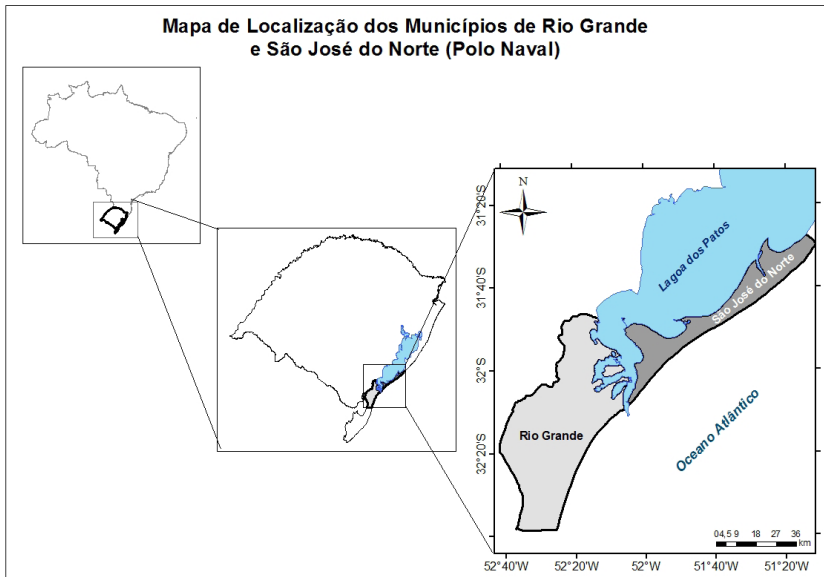 Mapa de Localização dos Municípios de Rio Grande
e São José do Norte (Polo Naval)
N
31°20'S
31°40'S
32°S
32°20'S
Lagoa dos Patos
São José do Norte
Rio Grande
Oceano Atlântico
0 4,5 9 18 27 36
km
52°40'W 52°20'W 52°W 51°40'W 51°20'W